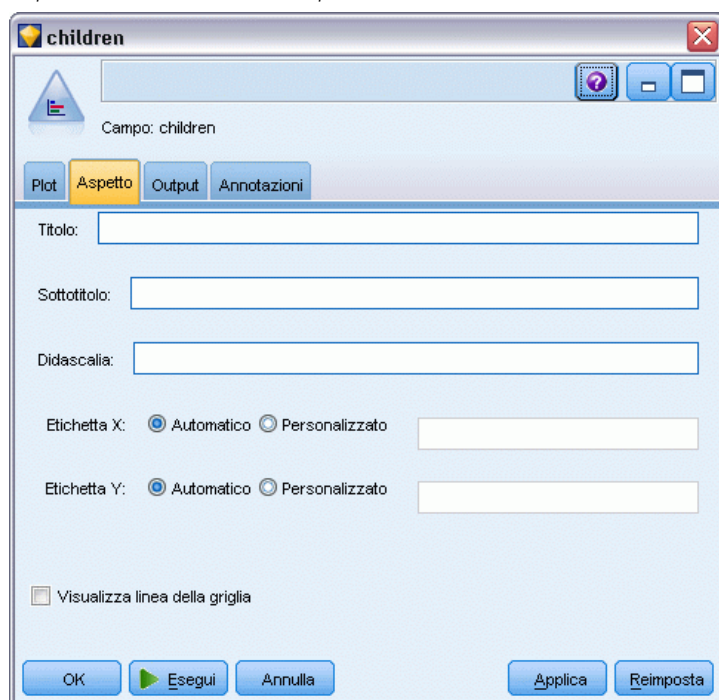 children
Campo: children
Plot Aspetto Output Annotazioni
Titolo:
Sottotitolo:
Didascalia:
Etichetta X: Automatico Personalizzato
Etichetta Y: Automatico Personalizzato
Visualizza linea della griglia
OK Esegui Annulla Applica Reimposta